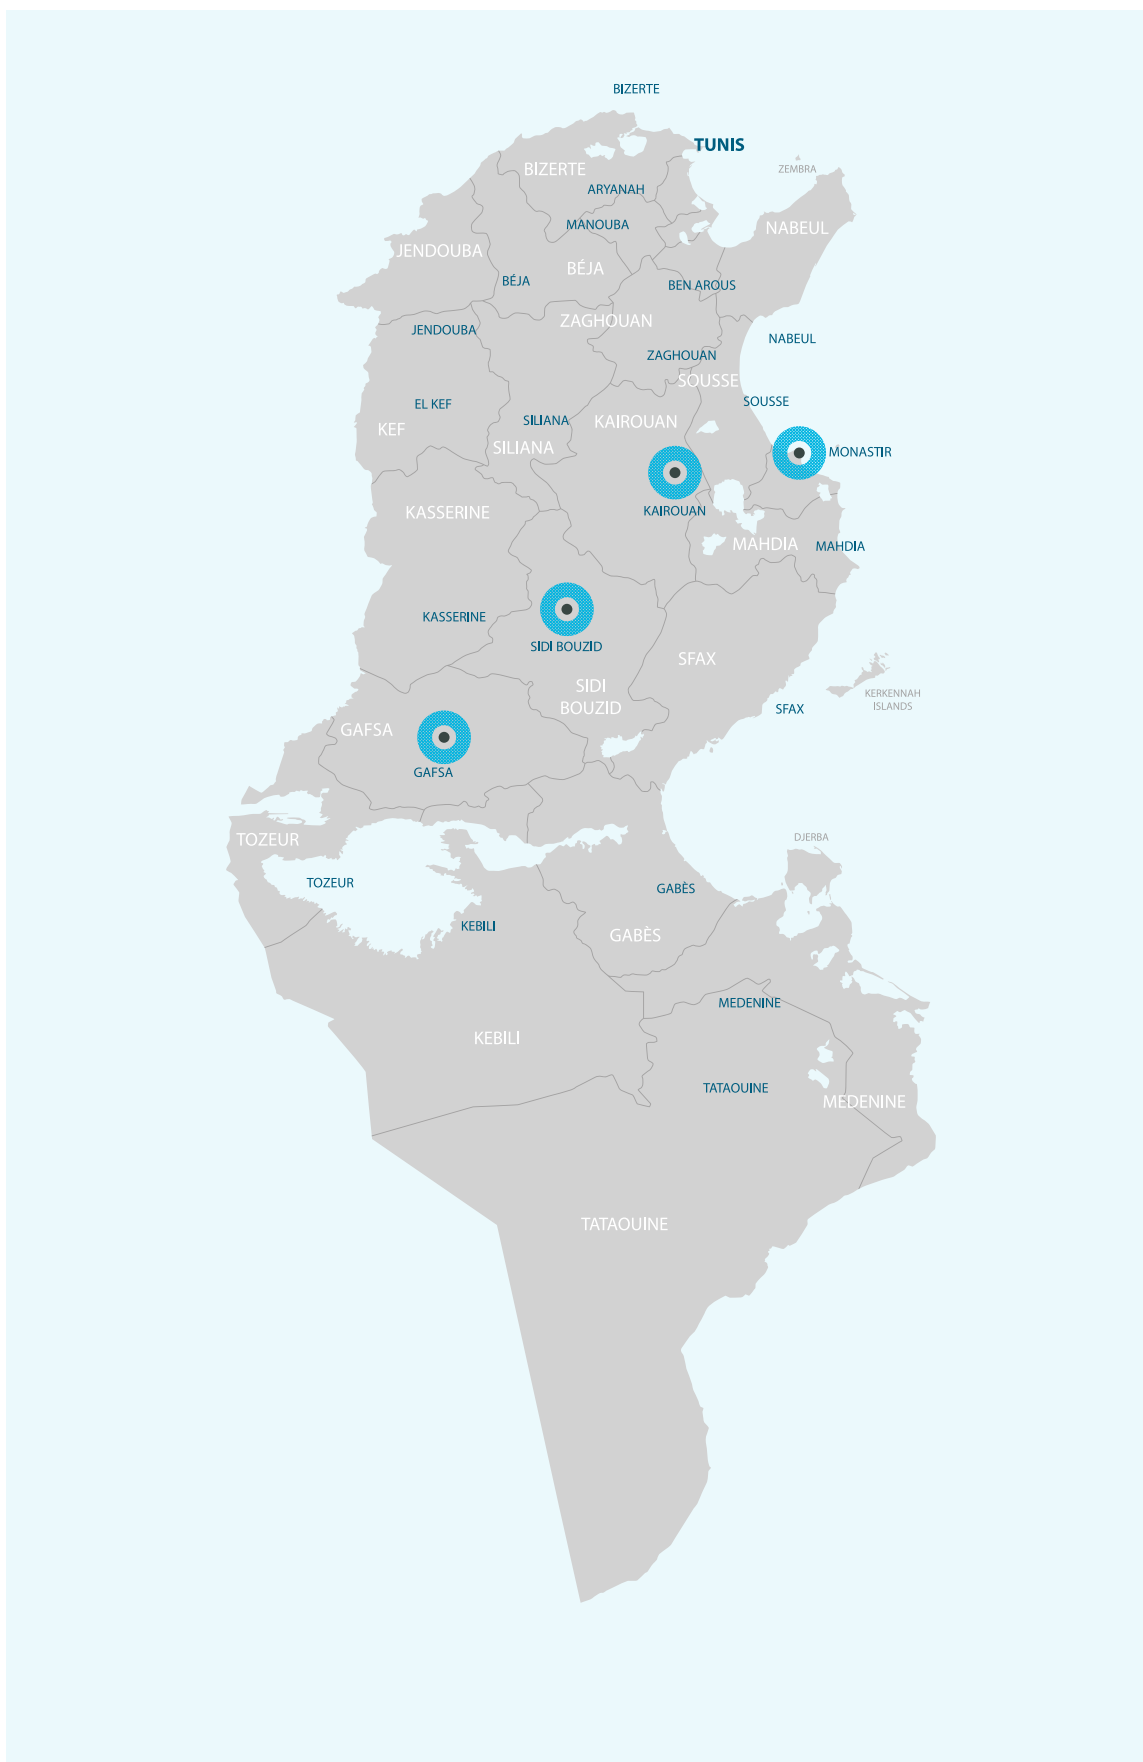 BIZERTE
TUNIS
ZEMBRA
BIZERTE
ARYANAH
MANOUBA
NABEUL
JENDOUBA
BÉJA
BÉJA
BEN AROUS
ZAGHOUAN
JENDOUBA
NABEUL
ZAGHOUAN
SOUSSE
SOUSSE
EL KEF
SILIANA
KAIROUAN
KEF
SILIANA
MONASTIR
KASSERINE
KAIROUAN
MAHDIA
MAHDIA
KASSERINE
SIDI BOUZID
SFAX
SIDI
BOUZID
KERKENNAH
ISLANDS
SFAX
GAFSA
GAFSA
TOZEUR
DJERBA
TOZEUR
GABÈS
KEBILI
GABÈS
MEDENINE
KEBILI
TATAOUINE
MEDENINE
TATAOUINE